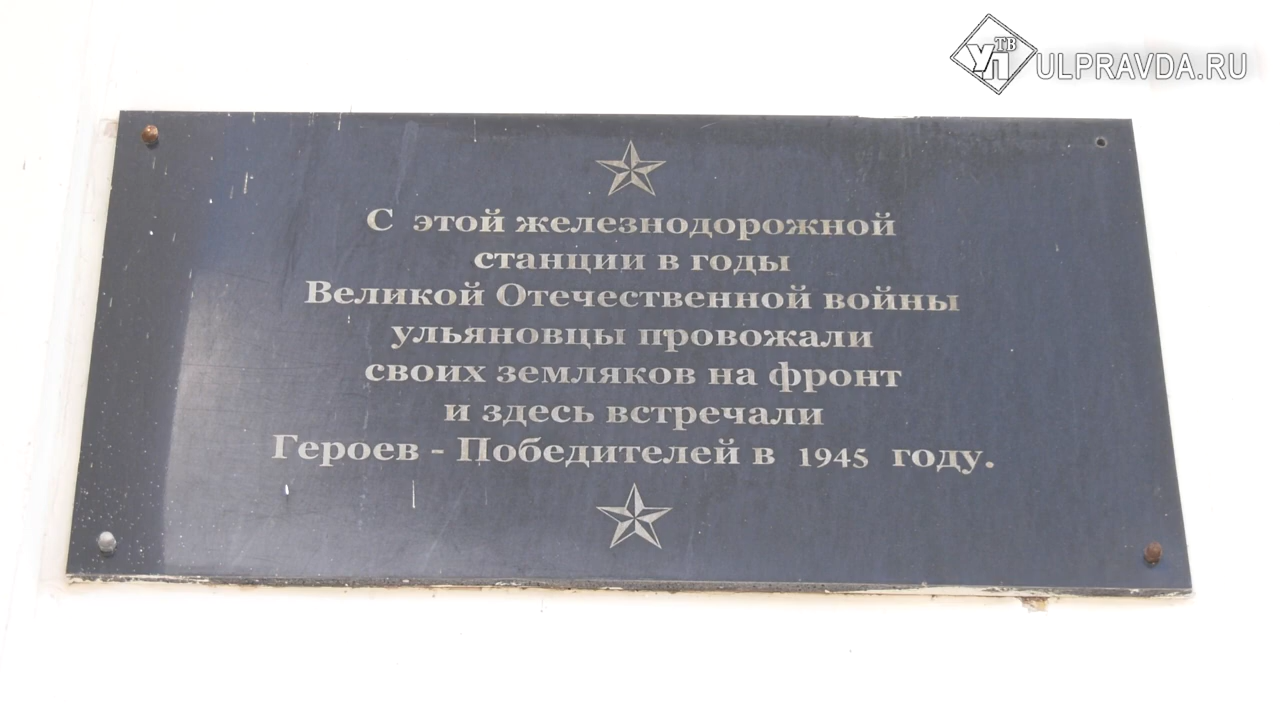 УП ТВ ULPRAVDA.RU
С этой железнодорожной
станции в годы
Великой Отечественной войны
ульяновцы провожали
своих земляков на фронт
и здесь встречали
Героев - Победителей в 1945 году.